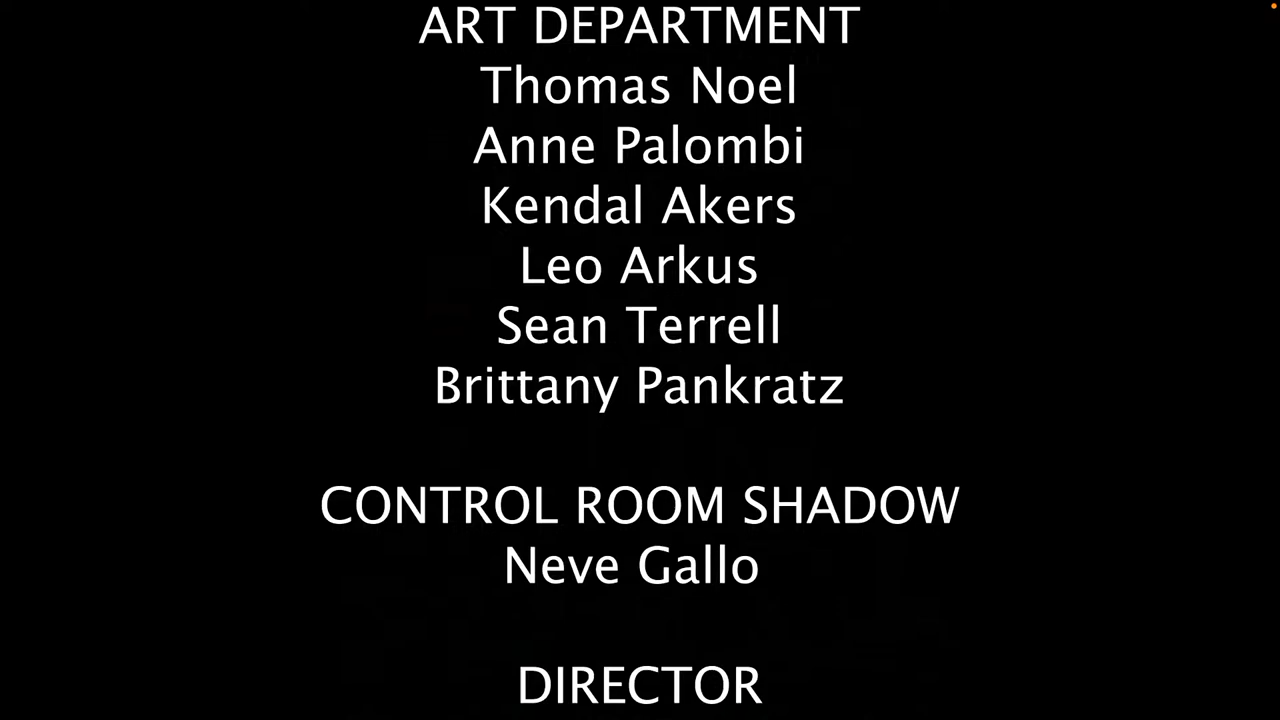 ART DEPARTMENT
Thomas Noel
Anne Palombi
Kendal Akers
Leo Arkus
Sean Terrell
Brittany Pankratz
CONTROL ROOM SHADOW
Neve Gallo
DIRECTOR